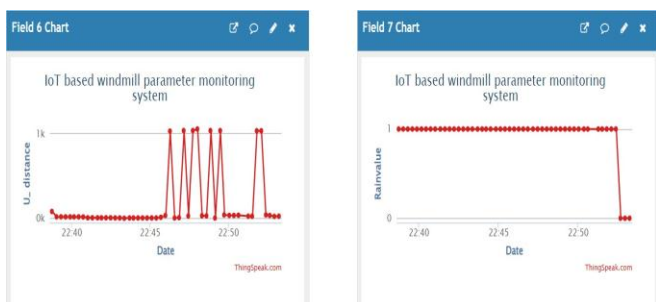 Field 6 Chart
IoT based windmill parameter monitoring
system
1k
U_ distance
0k
22:40 22:45 22:50
Date
ThingSpeak.com
Field 7 Chart
IoT based windmill parameter monitoring
system
1
Rainvalue
0
22:40 22:45 22:50
Date
ThingSpeak.com